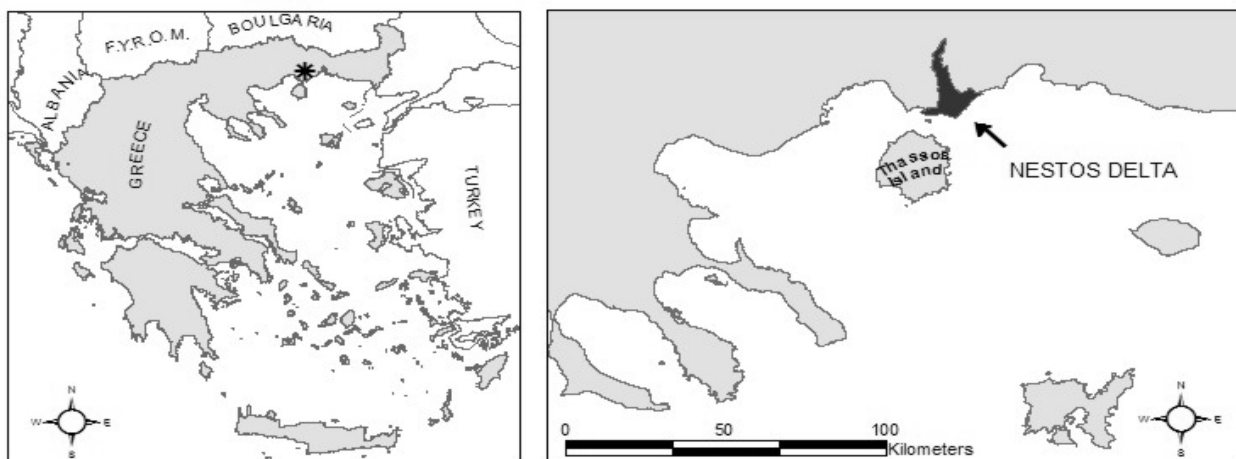 BOULGARIA
F.Y.R.O.M.
ALBANIA
GREECE
TURKEY
N
W E
S
NESTOS DELTA
Thassos
Island
0 50 100
Kilometers
N
W E
S